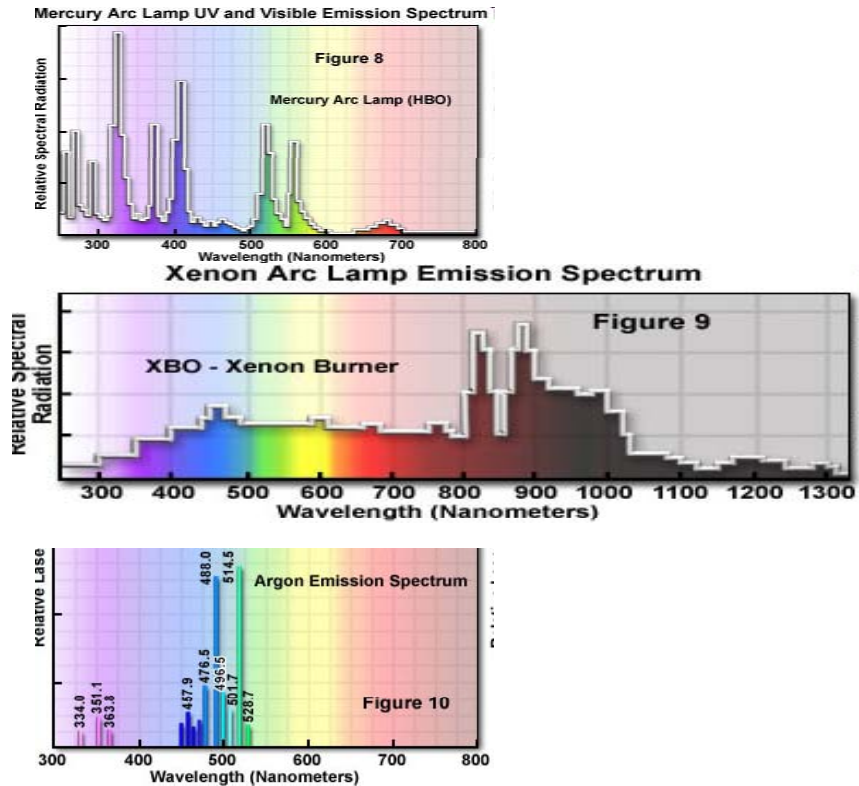 Mercury Arc Lamp UV and Visible Emission Spectrum
Figure 8
Mercury Arc Lamp (HBO)
Relative Spectral Radiation
300 400 500 600 700 800
Wavelength (Nanometers)
Xenon Arc Lamp Emission Spectrum
Figure 9
XBO - Xenon Burner
Relative Spectral
Radiation
300 400 500 600 700 800 900 1000 1100 1200 1300
Wavelength (Nanometers)
Argon Emission Spectrum
Figure 10
Relative Lase
334.0
351.1
363.8
457.9
476.5
488.0
496.5
501.7
514.5
528.7
300 400 500 600 700 800
Wavelength (Nanometers)